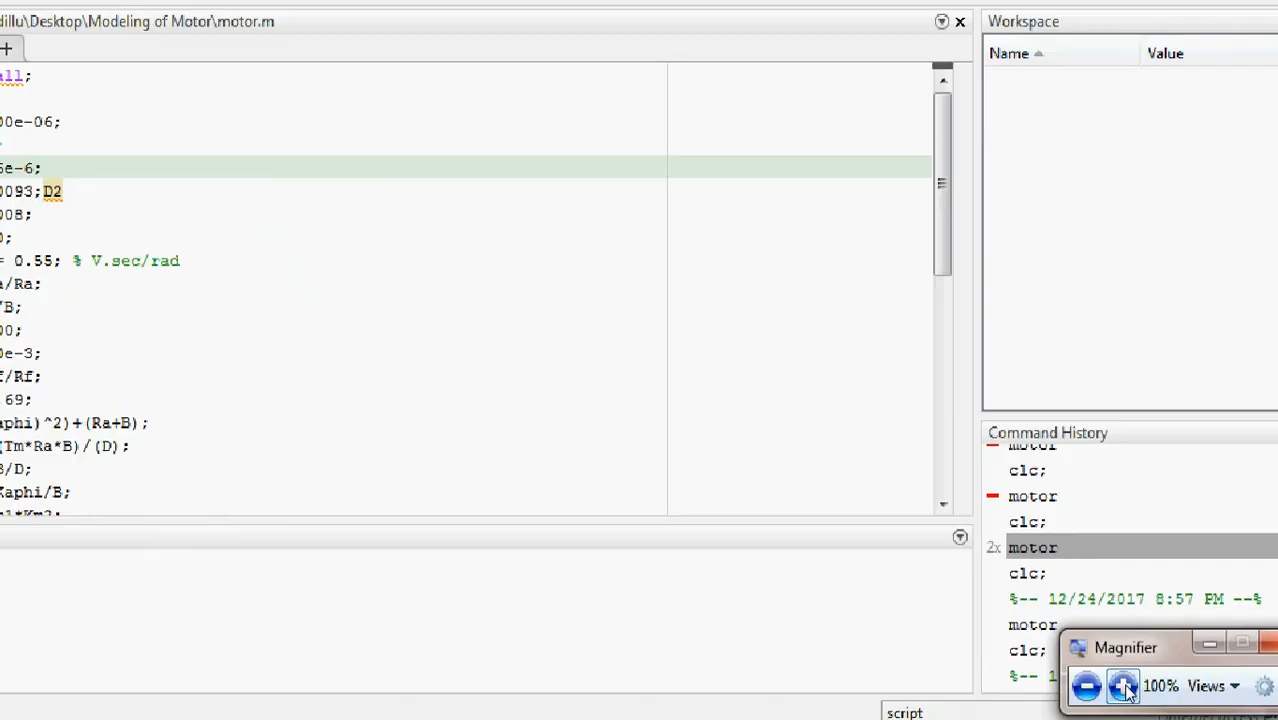 dillu\Desktop\Modeling of Motor\motor.m
+
all;
00e-06;
5e-6;
0093;D2
008;
0;
= 0.55; % V.sec/rad
a/Ra;
/B;
00;
0e-3;
f/Rf;
.69;
aphi)^2)+(Ra+B);
(Tm*Ra*B)/(D);
B/D;
Kaphi/B;
Workspace
Name
Value
Command History
motor
clc;
motor
clc;
2x motor
clc;
%-- 12/24/2017 8:57 PM --%
motor
clc;
%-- 1
Magnifier
100% Views
script